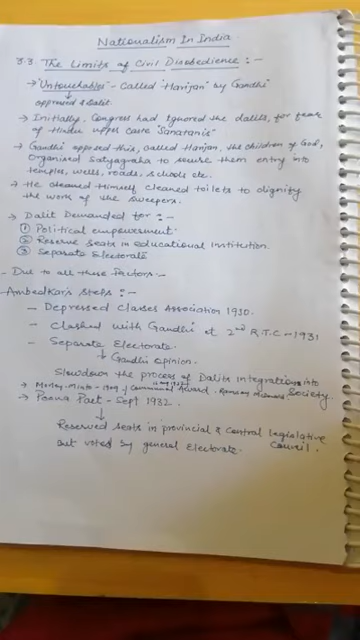 Nationalism In India
3.3. The Limits of Civil Disobedience :-
→ "Untouchables" - Called "Harijan" by Gandhi
oppressed & Dalit.
→ Initially, Congress had ignored the dalits, for fear
of Hindu upper caste "Sanatanis"
→ Gandhi opposed this, called Harijan, the children of God,
Organised Satyagraha to secure them entry into
temples, wells, roads, schools etc.
→ He cleaned Himself cleaned toilets to dignity
the work of the sweepers.
→ Dalit Demanded for :-
① Political empowerment.
② Reserve Seats in educational Institution.
③ Separate Electorate
- Due to all these factors -
Ambedkar's Steps :-
- Depressed Classes Association 1930.
- Clashed with Gandhi at 2nd R.T.C - 1931
- Separate Electorate.
↓ Gandhi opinion.
Slowdown the process of Dalits Integration into
→ Morley-Minto - 1909 / Communal Award - Society
→ Poona Pact - Sept 1932.
↓
Reserved Seats in provincial & Central legislative
but voted by general Electorate. Council.